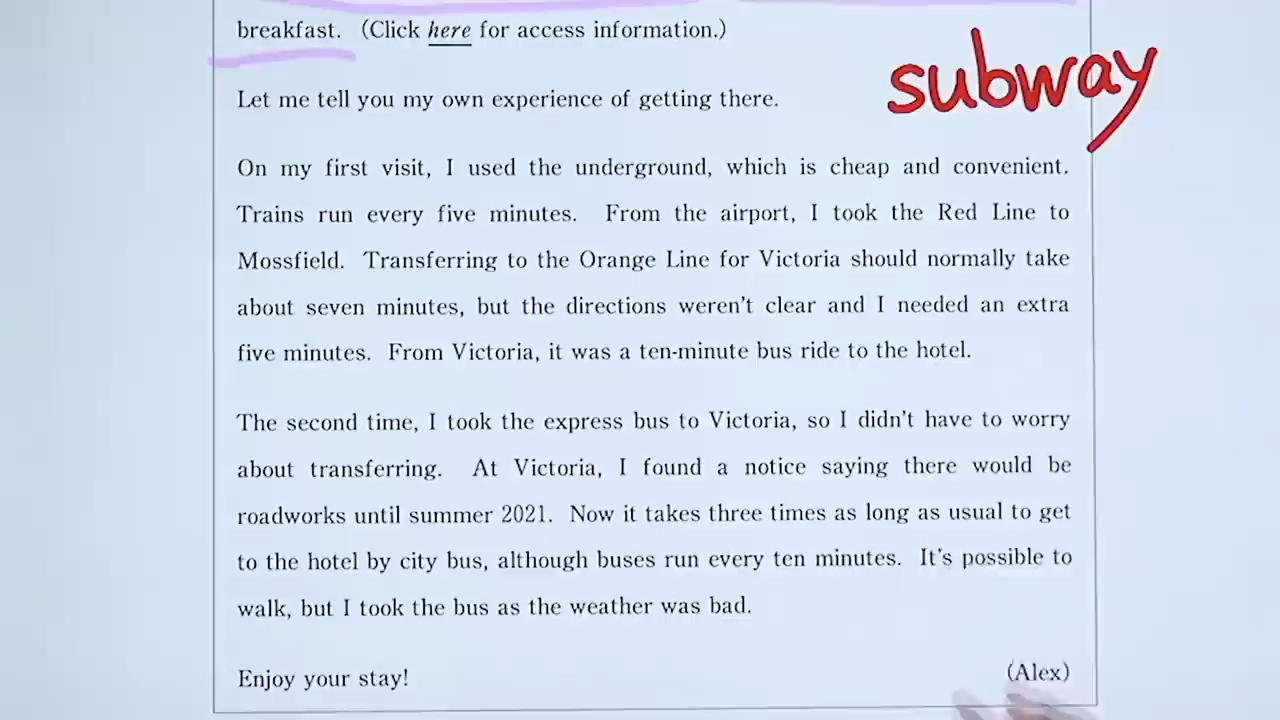 breakfast. (Click here for access information.)
subway
Let me tell you my own experience of getting there.
On my first visit, I used the underground, which is cheap and convenient.
Trains run every five minutes. From the airport, I took the Red Line to
Mossfield. Transferring to the Orange Line for Victoria should normally take
about seven minutes, but the directions weren't clear and I needed an extra
five minutes. From Victoria, it was a ten-minute bus ride to the hotel.
The second time, I took the express bus to Victoria, so I didn't have to worry
about transferring. At Victoria, I found a notice saying there would be
roadworks until summer 2021. Now it takes three times as long as usual to get
to the hotel by city bus, although buses run every ten minutes. It's possible to
walk, but I took the bus as the weather was bad.
Enjoy your stay! (Alex)